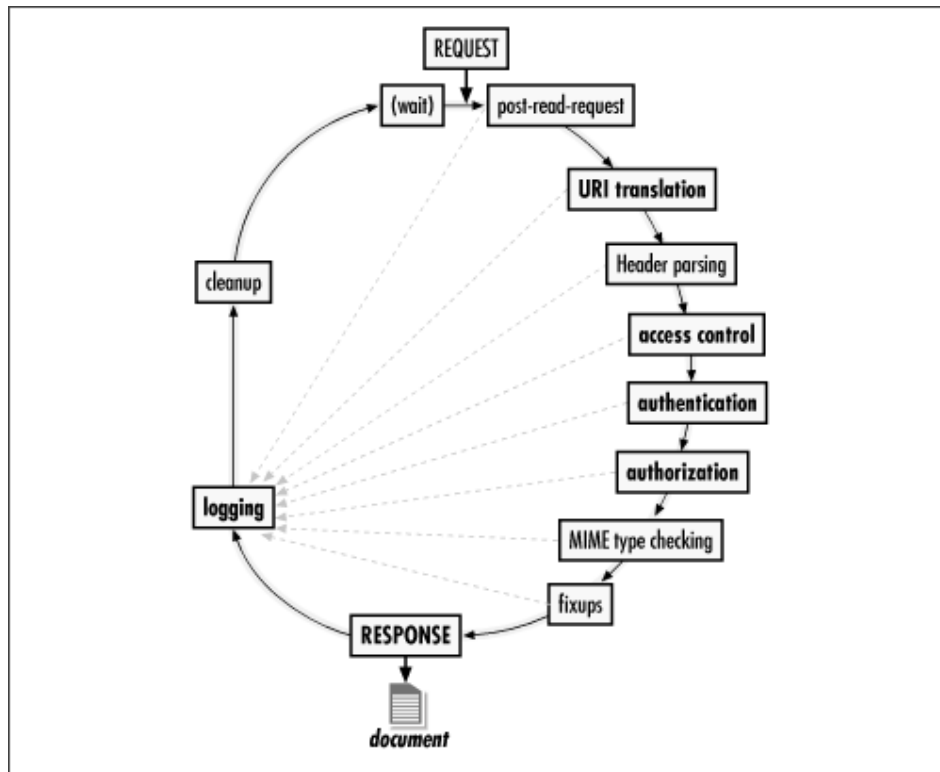 REQUEST
(wait)
post-read-request
URI translation
Header parsing
cleanup
access control
authentication
authorization
logging
MIME type checking
fixups
RESPONSE
document